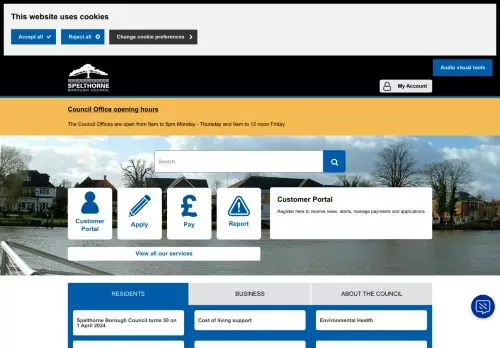 This website uses cookies
Accept all
Reject all
Change cookie preferences
Audio visual tools
SPELTHORNE
BOROUGH COUNCIL
My Account
Council Office opening hours
The Council Offices are open from 9am to 5pm Monday - Thursday and 9am to 12 noon Friday
Search
Customer
Portal
Apply
Pay
Report
Customer Portal
Register here to receive news, alerts, manage payments and applications
View all our services
RESIDENTS
BUSINESS
ABOUT THE COUNCIL
Spelthorne Borough Council turns 50 on
1 April 2024
Cost of living support
Environmental Health